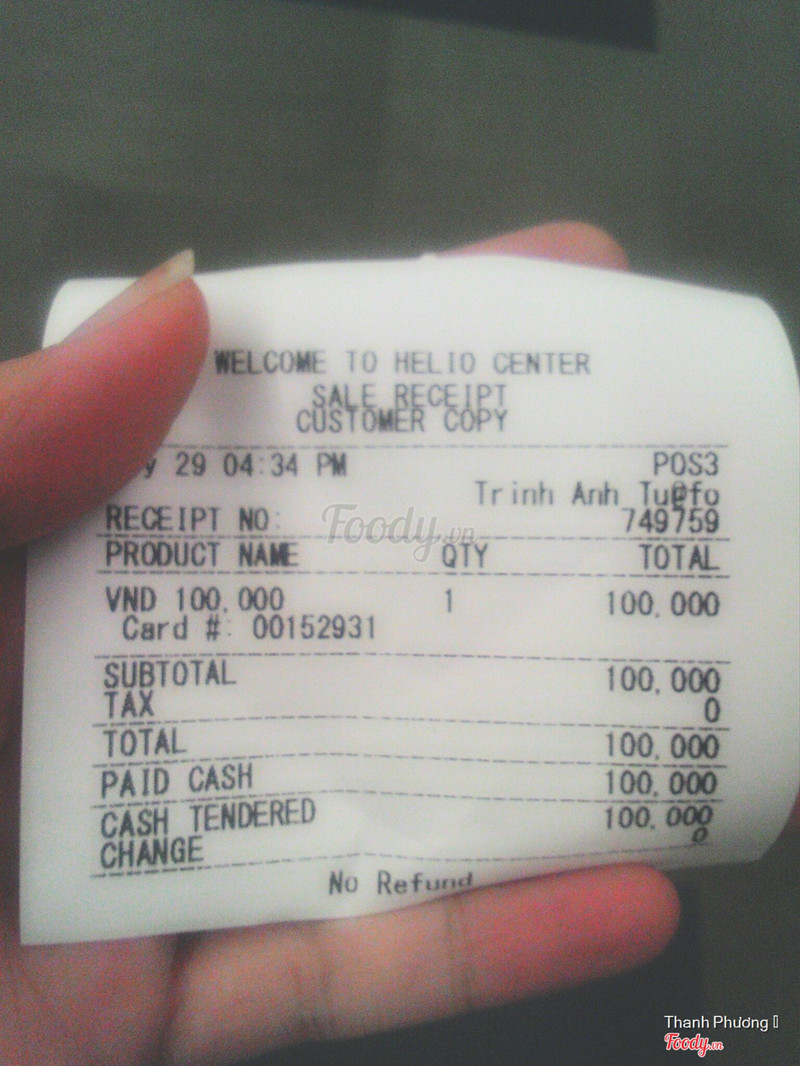 WELCOME TO HELIO CENTER
SALE RECEIPT
CUSTOMER COPY
y 29 04:34 PM POS3
Trinh Anh Tu@fo
RECEIPT NO: 749759
PRODUCT NAME QTY TOTAL
VND 100,000 1 100,000
Card #: 00152931
SUBTOTAL 100,000
TAX 0
TOTAL 100,000
PAID CASH 100,000
CASH TENDERED 100,000
CHANGE 0
No Refund
Foody.vn
Thanh Phương
Foody.vn